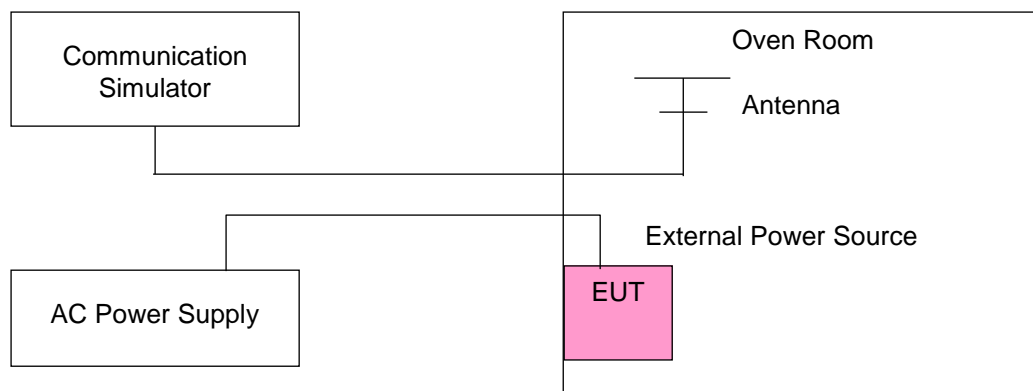 Communication
Simulator
Oven Room
Antenna
External Power Source
AC Power Supply
EUT